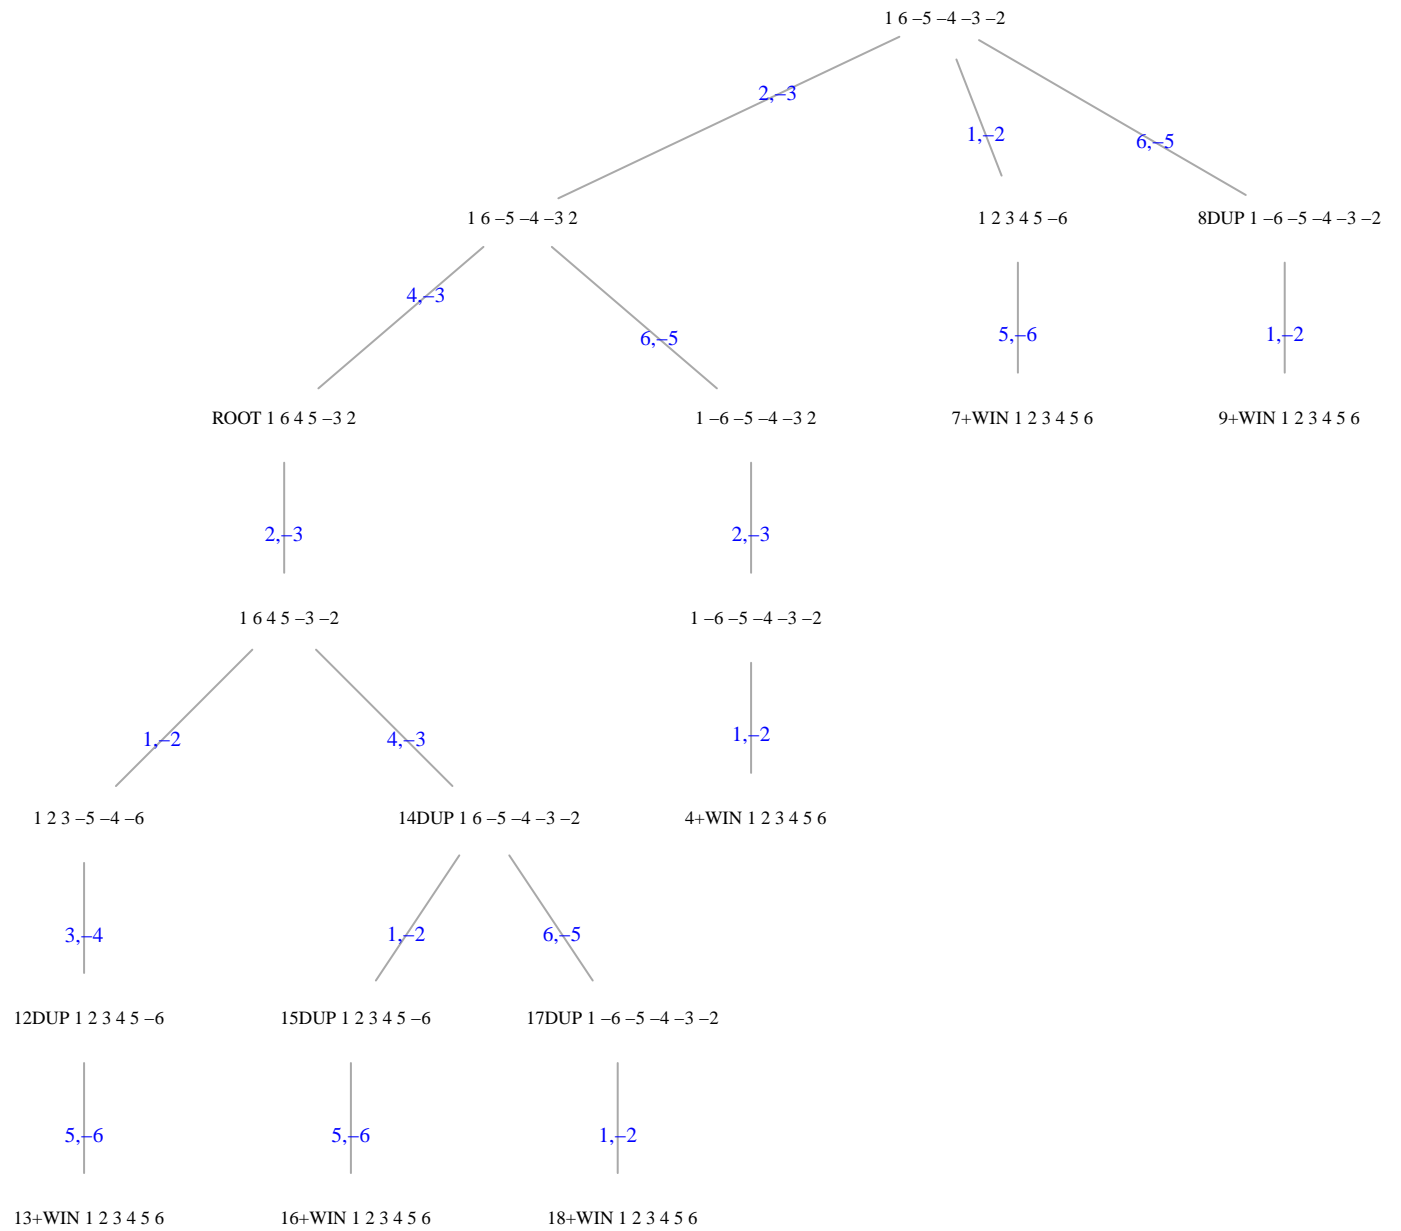 1 6 –5 –4 –3 –2
2,–3
1,–2
6,–5
1 6 –5 –4 –3 2
1 2 3 4 5 –6
8DUP 1 –6 –5 –4 –3 –2
4,–3
6,–5
5,–6
1,–2
ROOT 1 6 4 5 –3 2
1 –6 –5 –4 –3 2
7+WIN 1 2 3 4 5 6
9+WIN 1 2 3 4 5 6
2,–3
2,–3
1 6 4 5 –3 –2
1 –6 –5 –4 –3 –2
1,–2
4,–3
1,–2
1 2 3 –5 –4 –6
14DUP 1 6 –5 –4 –3 –2
4+WIN 1 2 3 4 5 6
3,–4
1,–2
6,–5
12DUP 1 2 3 4 5 –6
15DUP 1 2 3 4 5 –6
17DUP 1 –6 –5 –4 –3 –2
5,–6
5,–6
1,–2
13+WIN 1 2 3 4 5 6
16+WIN 1 2 3 4 5 6
18+WIN 1 2 3 4 5 6